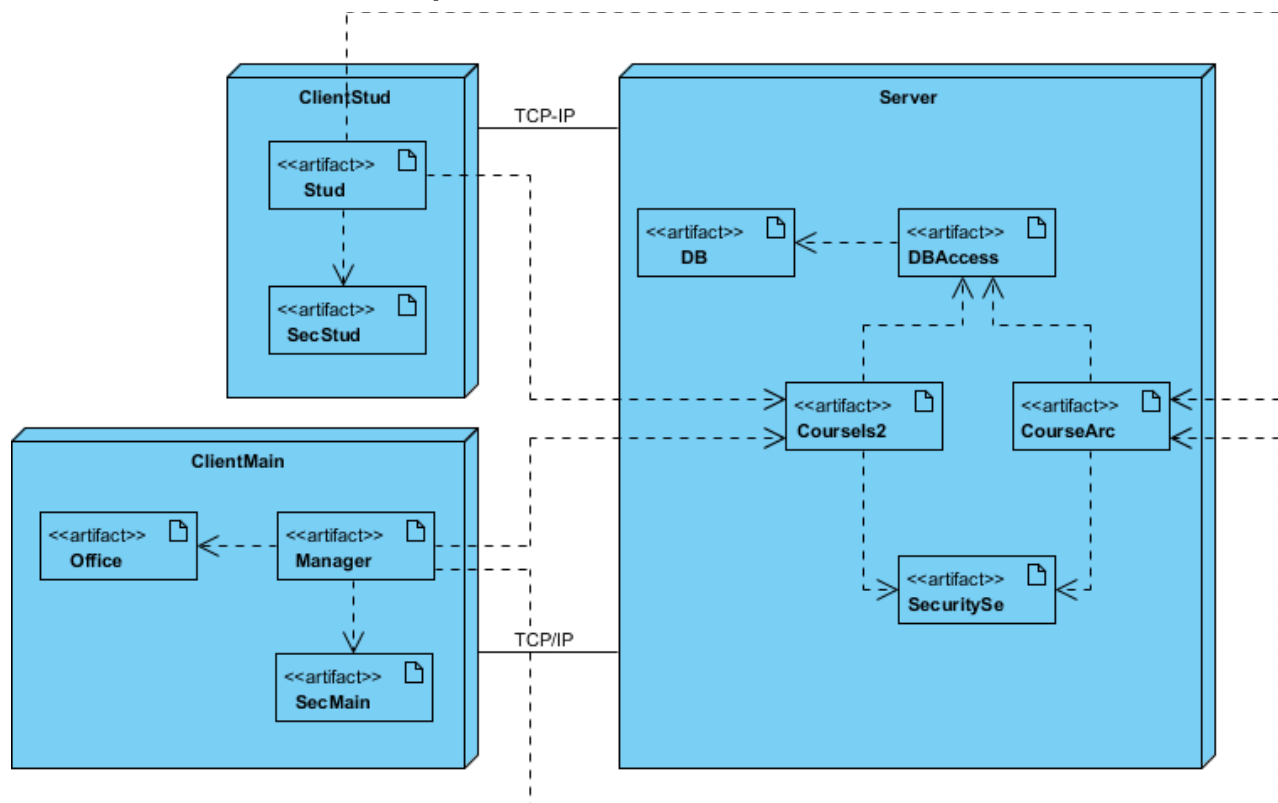 ClientStud
<<artifact>>
Stud
<<artifact>>
SecStud
TCP-IP
Server
<<artifact>>
DB
<<artifact>>
DBAccess
<<artifact>>
CourseIs2
<<artifact>>
CourseArc
<<artifact>>
SecuritySe
ClientMain
<<artifact>>
Office
<<artifact>>
Manager
<<artifact>>
SecMain
TCP/IP